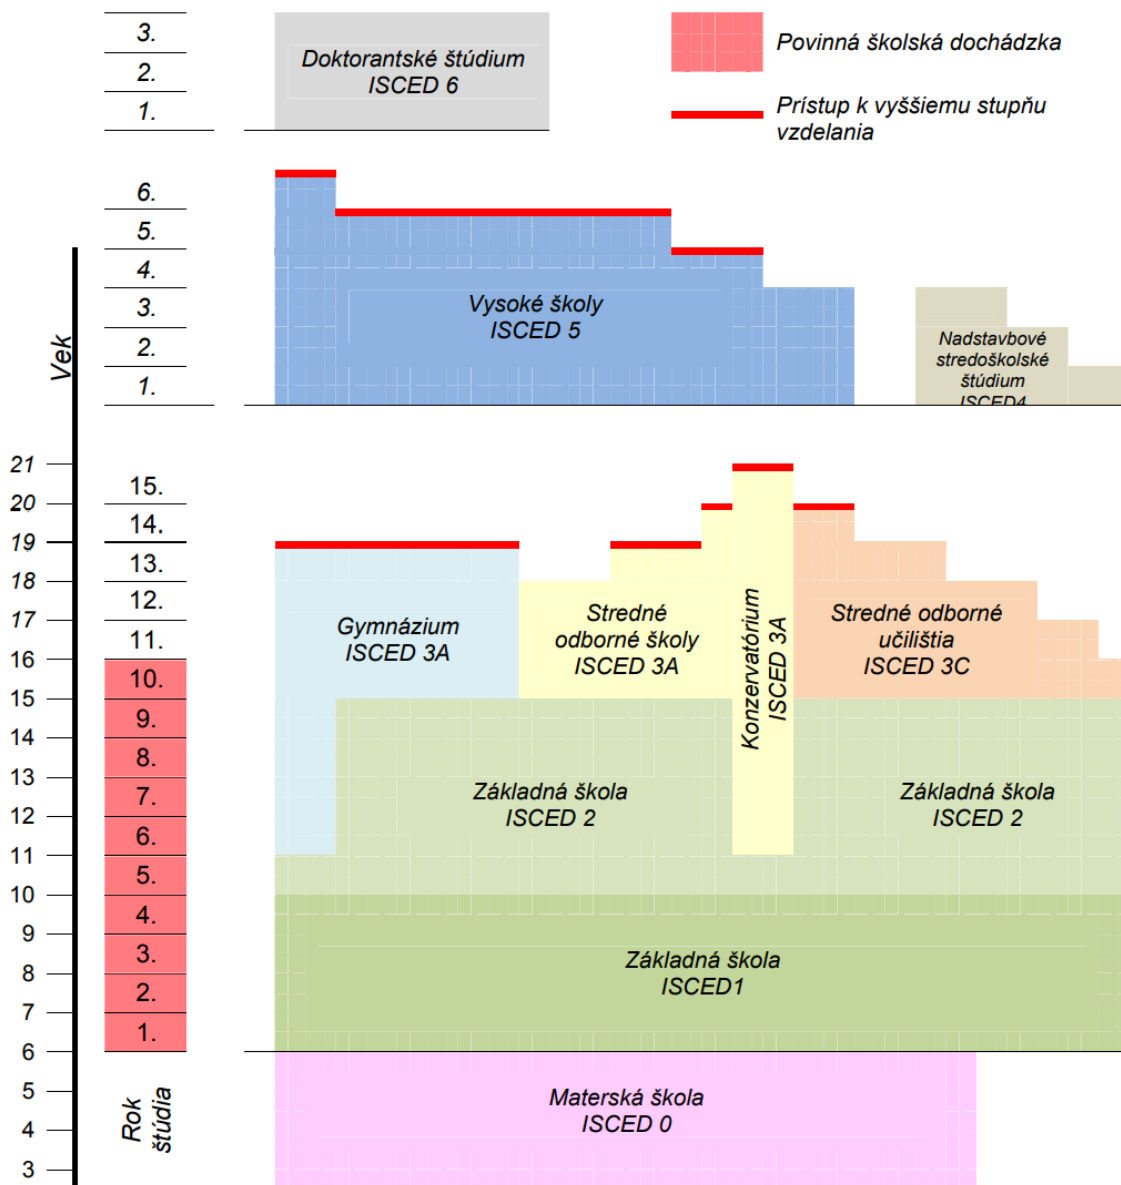 3.
2.
1.
Doktorantské štúdium
ISCED 6
Povinná školská dochádzka
Prístup k vyššiemu stupňu
vzdelania
6.
5.
4.
3.
2.
1.
Vysoké školy
ISCED 5
Nadstavbové
stredoškolské
štúdium
ISCED4
Vek
21
20
19
18
17
16
15
14
13
12
11
10
9
8
7
6
5
4
3
15.
14.
13.
12.
11.
10.
9.
8.
7.
6.
5.
4.
3.
2.
1.
Rok
štúdia
Gymnázium
ISCED 3A
Stredné
odborné školy
ISCED 3A
Konzervatórium
ISCED 3A
Stredné odborné
učilištia
ISCED 3C
Základná škola
ISCED 2
Základná škola
ISCED 2
Základná škola
ISCED1
Materská škola
ISCED 0